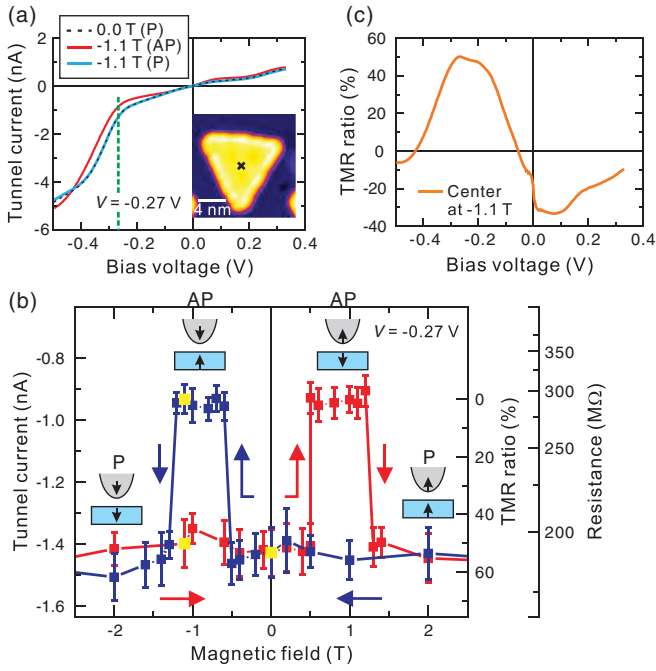 (a)
0.0 T (P)
-1.1 T (AP)
-1.1 T (P)
Tunnel current (nA)
2
0
-2
-4
-6
V = -0.27 V
4 nm
-0.4 -0.2 0.0 0.2 0.4
Bias voltage (V)
(c)
TMR ratio (%)
60
40
20
0
-20
-40
Center
at -1.1 T
-0.4 -0.2 0.0 0.2 0.4
Bias voltage (V)
(b)
AP AP
V = -0.27 V
Tunnel current (nA)
-0.8
-1.0
-1.2
-1.4
-1.6
P
P
TMR ratio (%)
0
20
40
60
Resistance (MΩ)
350
300
250
200
-2 -1 0 1 2
Magnetic field (T)